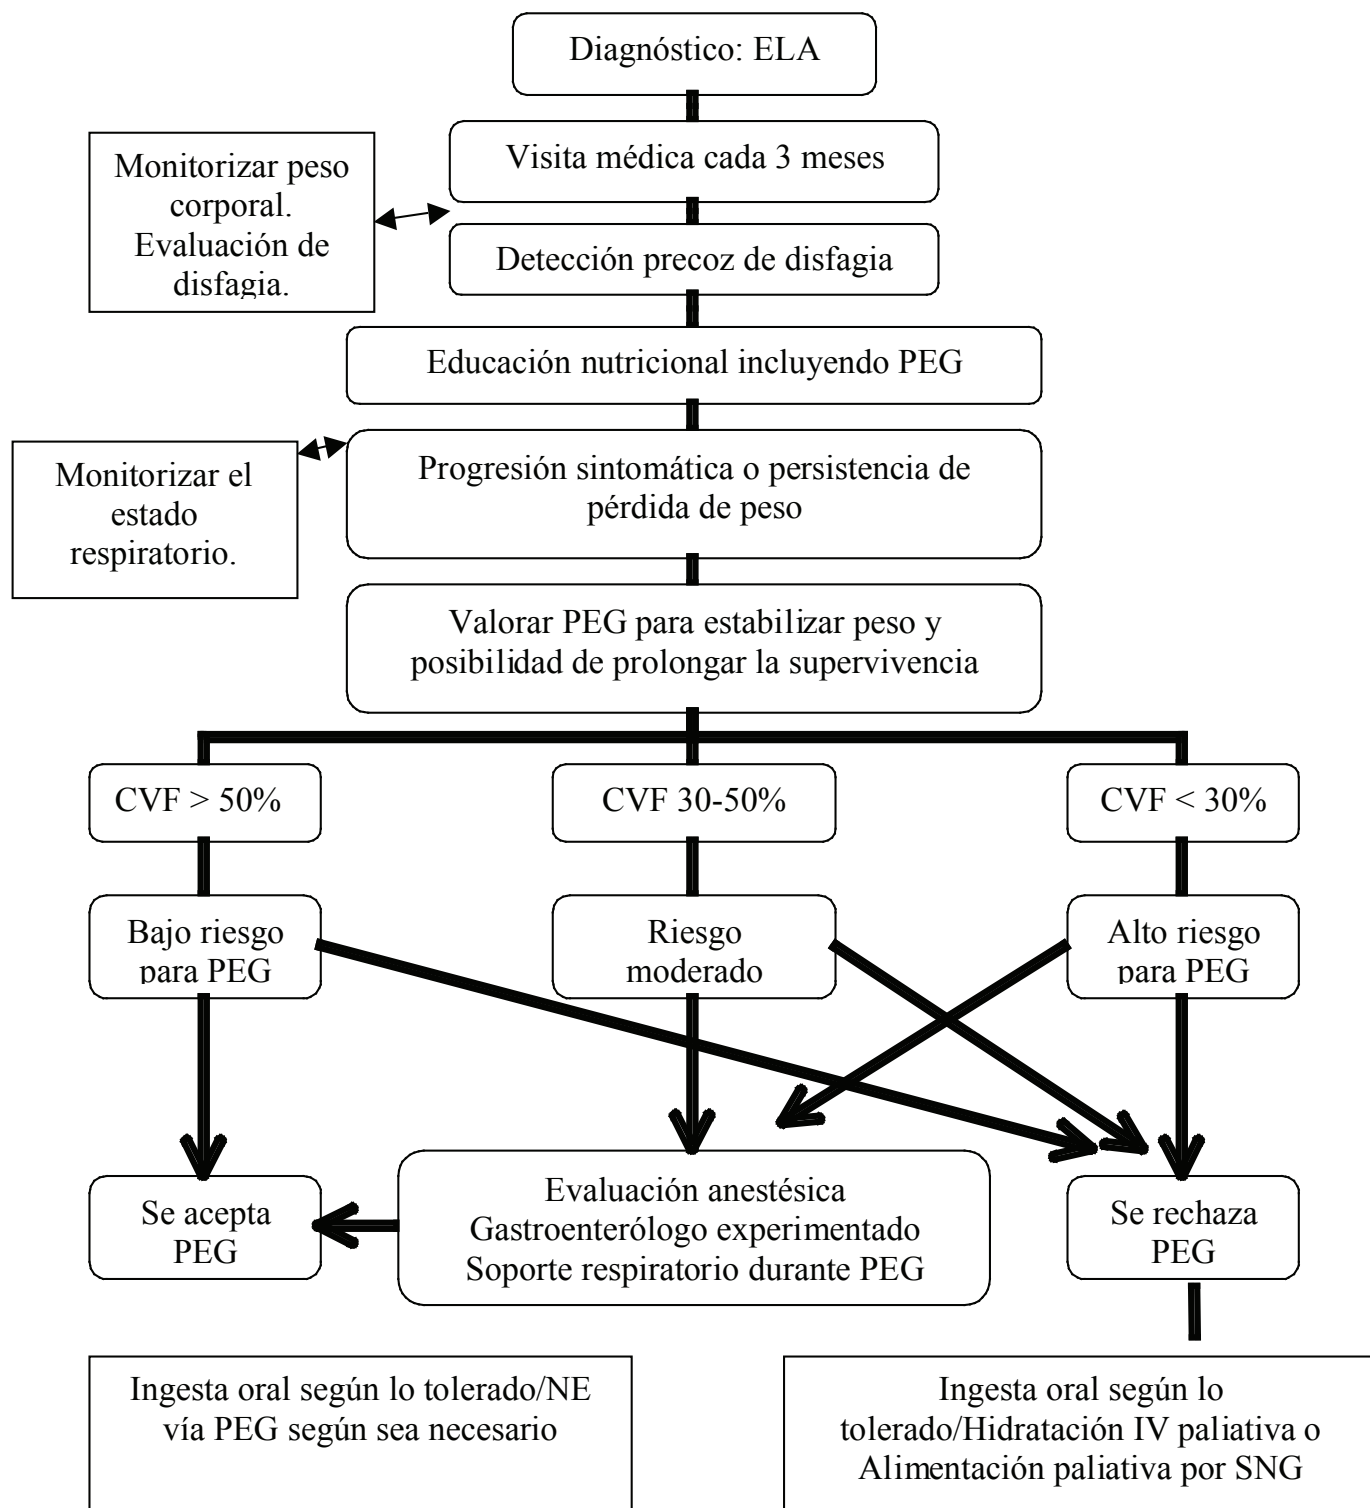 Diagnóstico: ELA
Visita médica cada 3 meses
Monitorizar peso
corporal.
Evaluación de
disfagia.
Detección precoz de disfagia
Educación nutricional incluyendo PEG
Monitorizar el
estado
respiratorio.
Progresión sintomática o persistencia de
pérdida de peso
Valorar PEG para estabilizar peso y
posibilidad de prolongar la supervivencia
CVF > 50%
CVF 30-50%
CVF < 30%
Bajo riesgo
para PEG
Riesgo
moderado
Alto riesgo
para PEG
Se acepta
PEG
Evaluación anestésica
Gastroenterólogo experimentado
Soporte respiratorio durante PEG
Se rechaza
PEG
Ingesta oral según lo tolerado/NE
vía PEG según sea necesario
Ingesta oral según lo
tolerado/Hidratación IV paliativa o
Alimentación paliativa por SNG